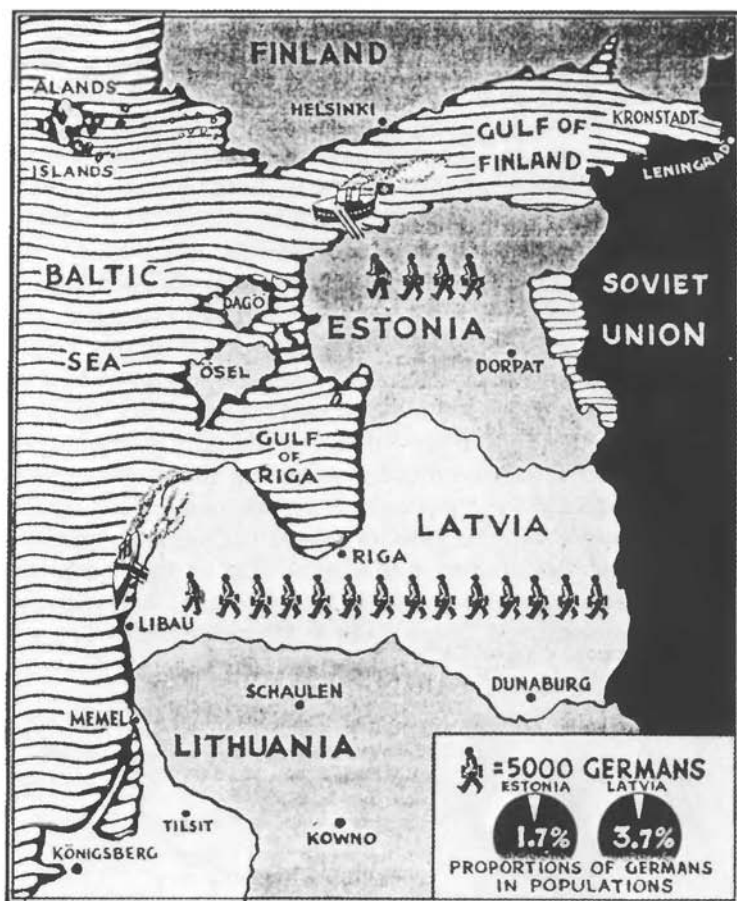 FINLAND
ÅLANDS
ISLANDS
HELSINKI
GULF OF
FINLAND
KRONSTADT
LENINGRAD
BALTIC
SEA
DAGÖ
ÖSEL
ESTONIA
DORPAT
SOVIET
UNION
GULF
OF
RIGA
LATVIA
RIGA
LIBAU
SCHAULEN
DUNABURG
MEMEL
LITHUANIA
TILSIT
KOWNO
KÖNIGSBERG
=5000 GERMANS
ESTONIA LATVIA
1.7% 3.7%
PROPORTIONS OF GERMANS
IN POPULATIONS